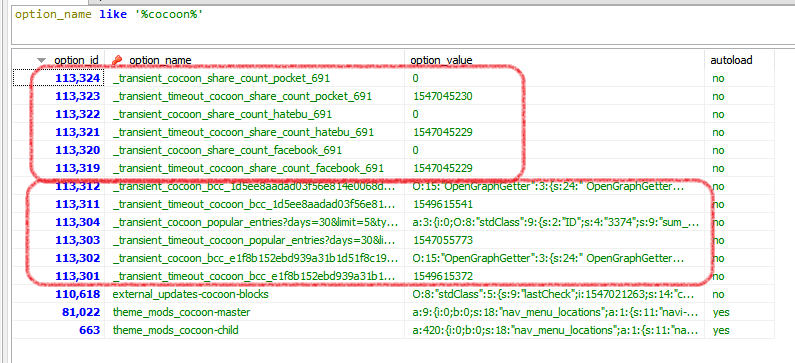 option_name like '%cocoon%'
option_id option_name option_value autoload
113,324 _transient_cocoon_share_count_pocket_691 0 no
113,323 _transient_timeout_cocoon_share_count_pocket_691 1547045230 no
113,322 _transient_cocoon_share_count_hatebu_691 0 no
113,321 _transient_timeout_cocoon_share_count_hatebu_691 1547045229 no
113,320 _transient_cocoon_share_count_facebook_691 0 no
113,319 _transient_timeout_cocoon_share_count_facebook_691 1547045229 no
113,312 _transient_cocoon_bcc_1d5ee8aadad03f56e814e0068d... O:15:"OpenGraphGetter":3:{s:24:" OpenGraphGetter... no
113,311 _transient_timeout_cocoon_bcc_1d5ee8aadad03f56e81... 1549615541 no
113,304 _transient_cocoon_popular_entries?days=30&limit=5&ty... a:3:{i:0;O:8:"stdClass":9:{s:2:"ID";s:4:"3374";s:9:"sum_... no
113,303 _transient_timeout_cocoon_popular_entries?days=30&li... 1547055773 no
113,302 _transient_cocoon_bcc_e1f8b152ebd939a31b1d51f8c19... O:15:"OpenGraphGetter":3:{s:24:" OpenGraphGetter... no
113,301 _transient_timeout_cocoon_bcc_e1f8b152ebd939a31b1... 1549615372 no
110,618 external_updates-cocoon-blocks O:8:"stdClass":5:{s:9:"lastCheck";i:1547021263;s:14:"c... no
81,022 theme_mods_cocoon-master a:9:{i:0;b:0;s:18:"nav_menu_locations";a:1:{s:11:"navi-... yes
663 theme_mods_cocoon-child a:420:{i:0;b:0;s:18:"nav_menu_locations";a:1:{s:11:"na... yes